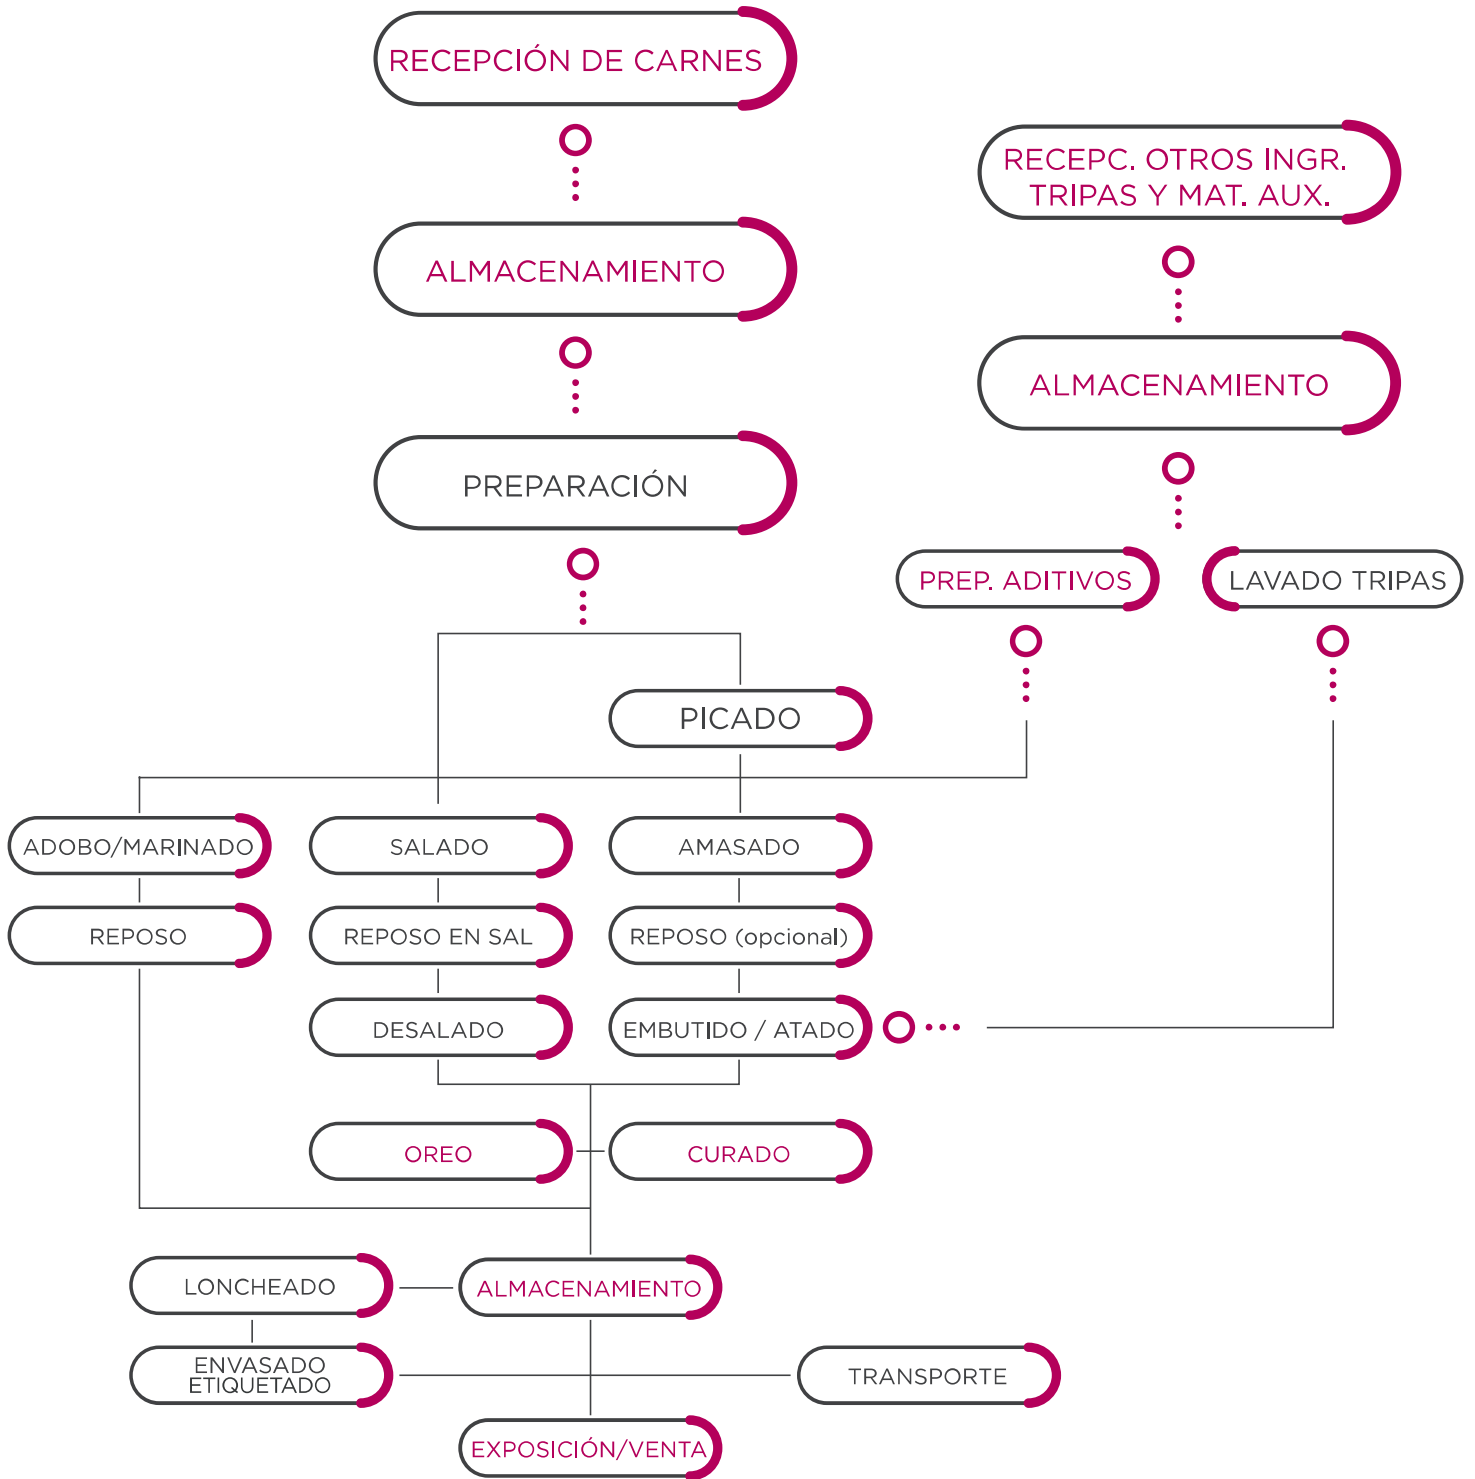 RECEPCIÓN DE CARNES
RECEPC. OTROS INGR.
TRIPAS Y MAT. AUX.
ALMACENAMIENTO
ALMACENAMIENTO
PREPARACIÓN
PREP. ADITIVOS
LAVADO TRIPAS
PICADO
ADOBO/MARINADO
SALADO
AMASADO
REPOSO
REPOSO EN SAL
REPOSO (opcional)
DESALADO
EMBUTIDO / ATADO
OREO
CURADO
LONCHEADO
ALMACENAMIENTO
ENVASADO
ETIQUETADO
TRANSPORTE
EXPOSICIÓN/VENTA